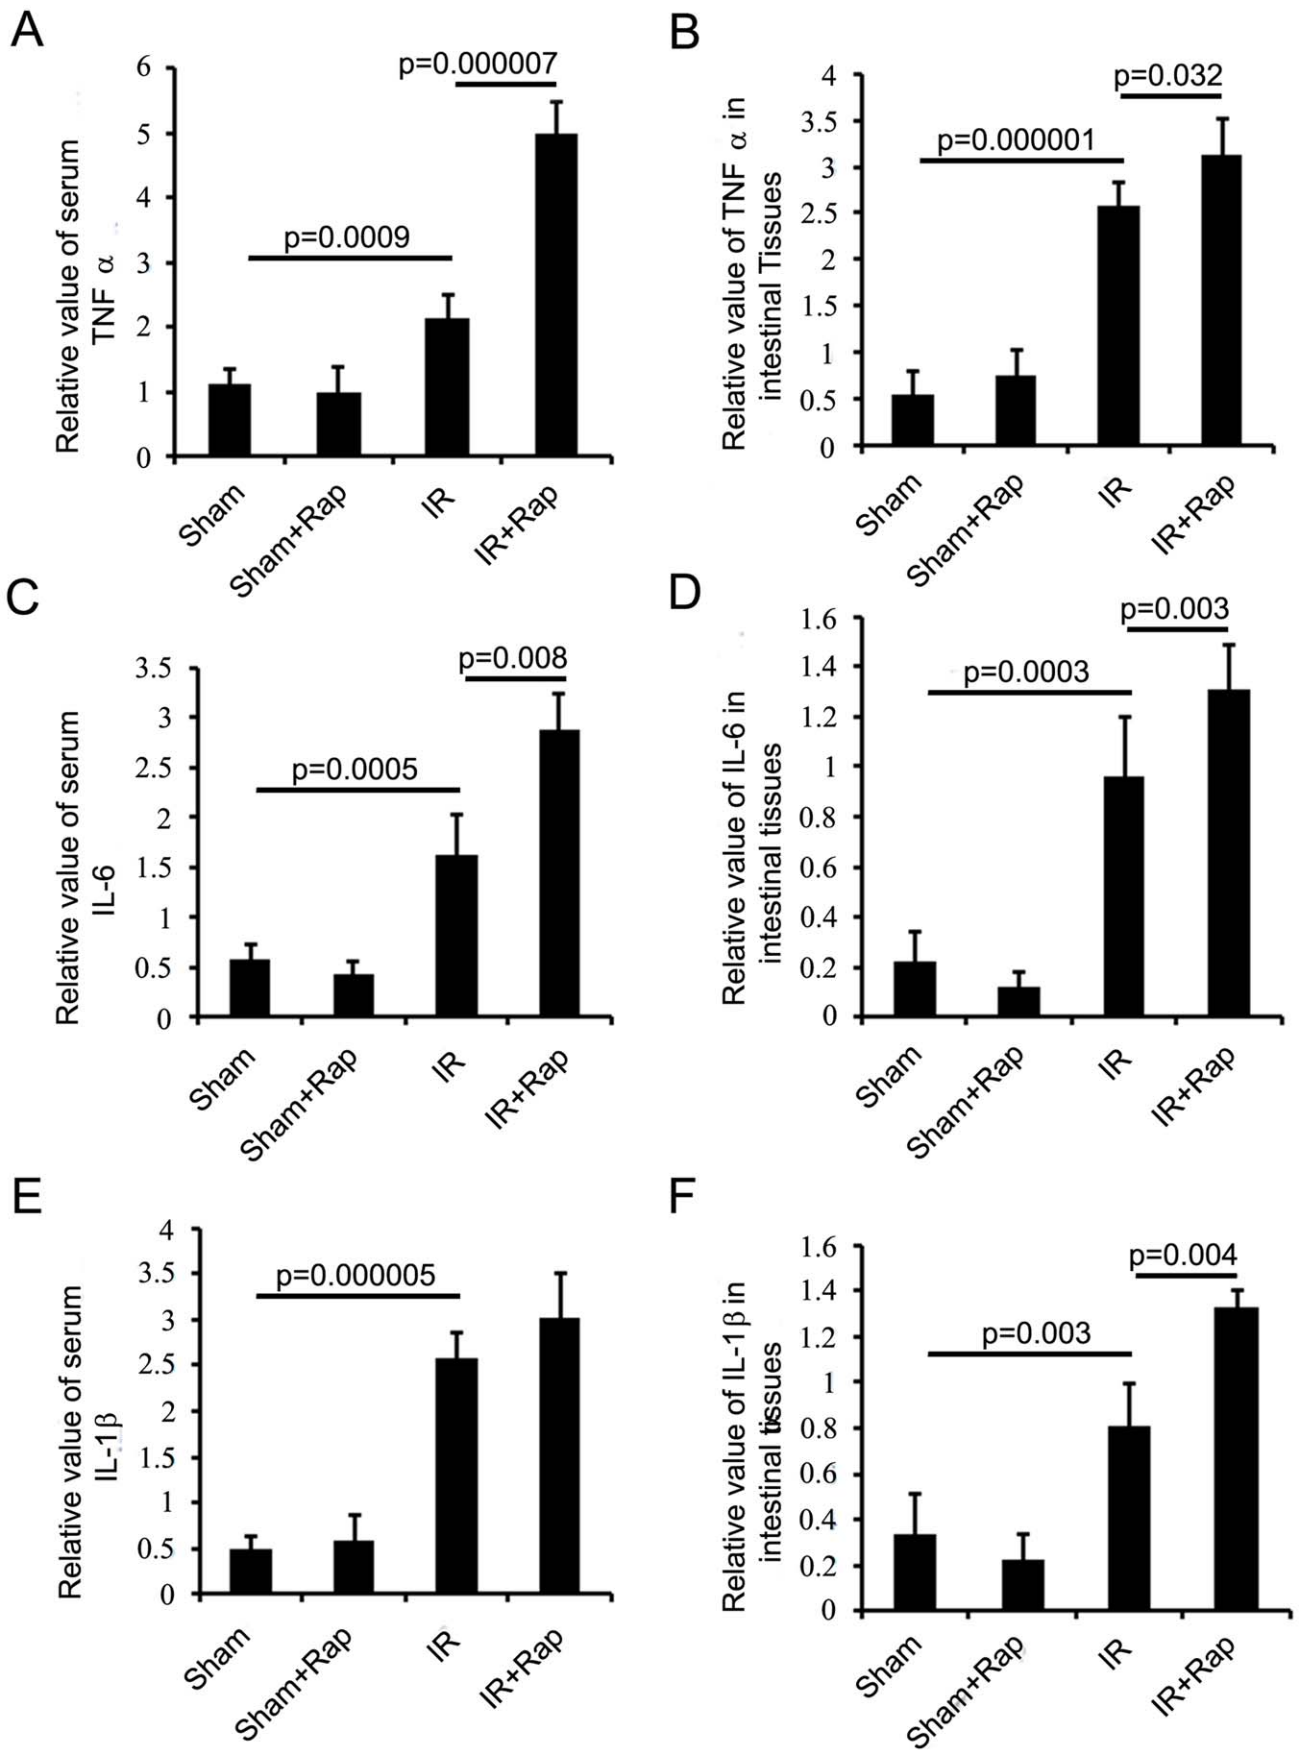 A
Relative value of serum
TNF α
6
5
4
3
2
1
0
p=0.0009
p=0.000007
Sham
Sham+Rap
IR
IR+Rap
B
Relative value of TNF α in
intestinal Tissues
4
3.5
3
2.5
2
1.5
1
0.5
0
p=0.000001
p=0.032
Sham
Sham+Rap
IR
IR+Rap
C
Relative value of serum
IL-6
3.5
3
2.5
2
1.5
1
0.5
0
p=0.0005
p=0.008
Sham
Sham+Rap
IR
IR+Rap
D
Relative value of IL-6 in
intestinal tissues
1.6
1.4
1.2
1
0.8
0.6
0.4
0.2
0
p=0.0003
p=0.003
Sham
Sham+Rap
IR
IR+Rap
E
Relative value of serum
IL-1β
4
3.5
3
2.5
2
1.5
1
0.5
0
p=0.000005
Sham
Sham+Rap
IR
IR+Rap
F
Relative value of IL-1β in
intestinal tissues
1.6
1.4
1.2
1
0.8
0.6
0.4
0.2
0
p=0.003
p=0.004
Sham
Sham+Rap
IR
IR+Rap